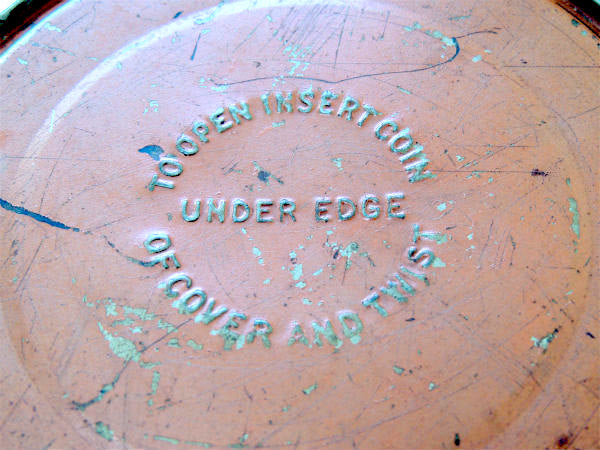 TO OPEN INSERT COIN
UNDER EDGE
OF COVER AND TWIST